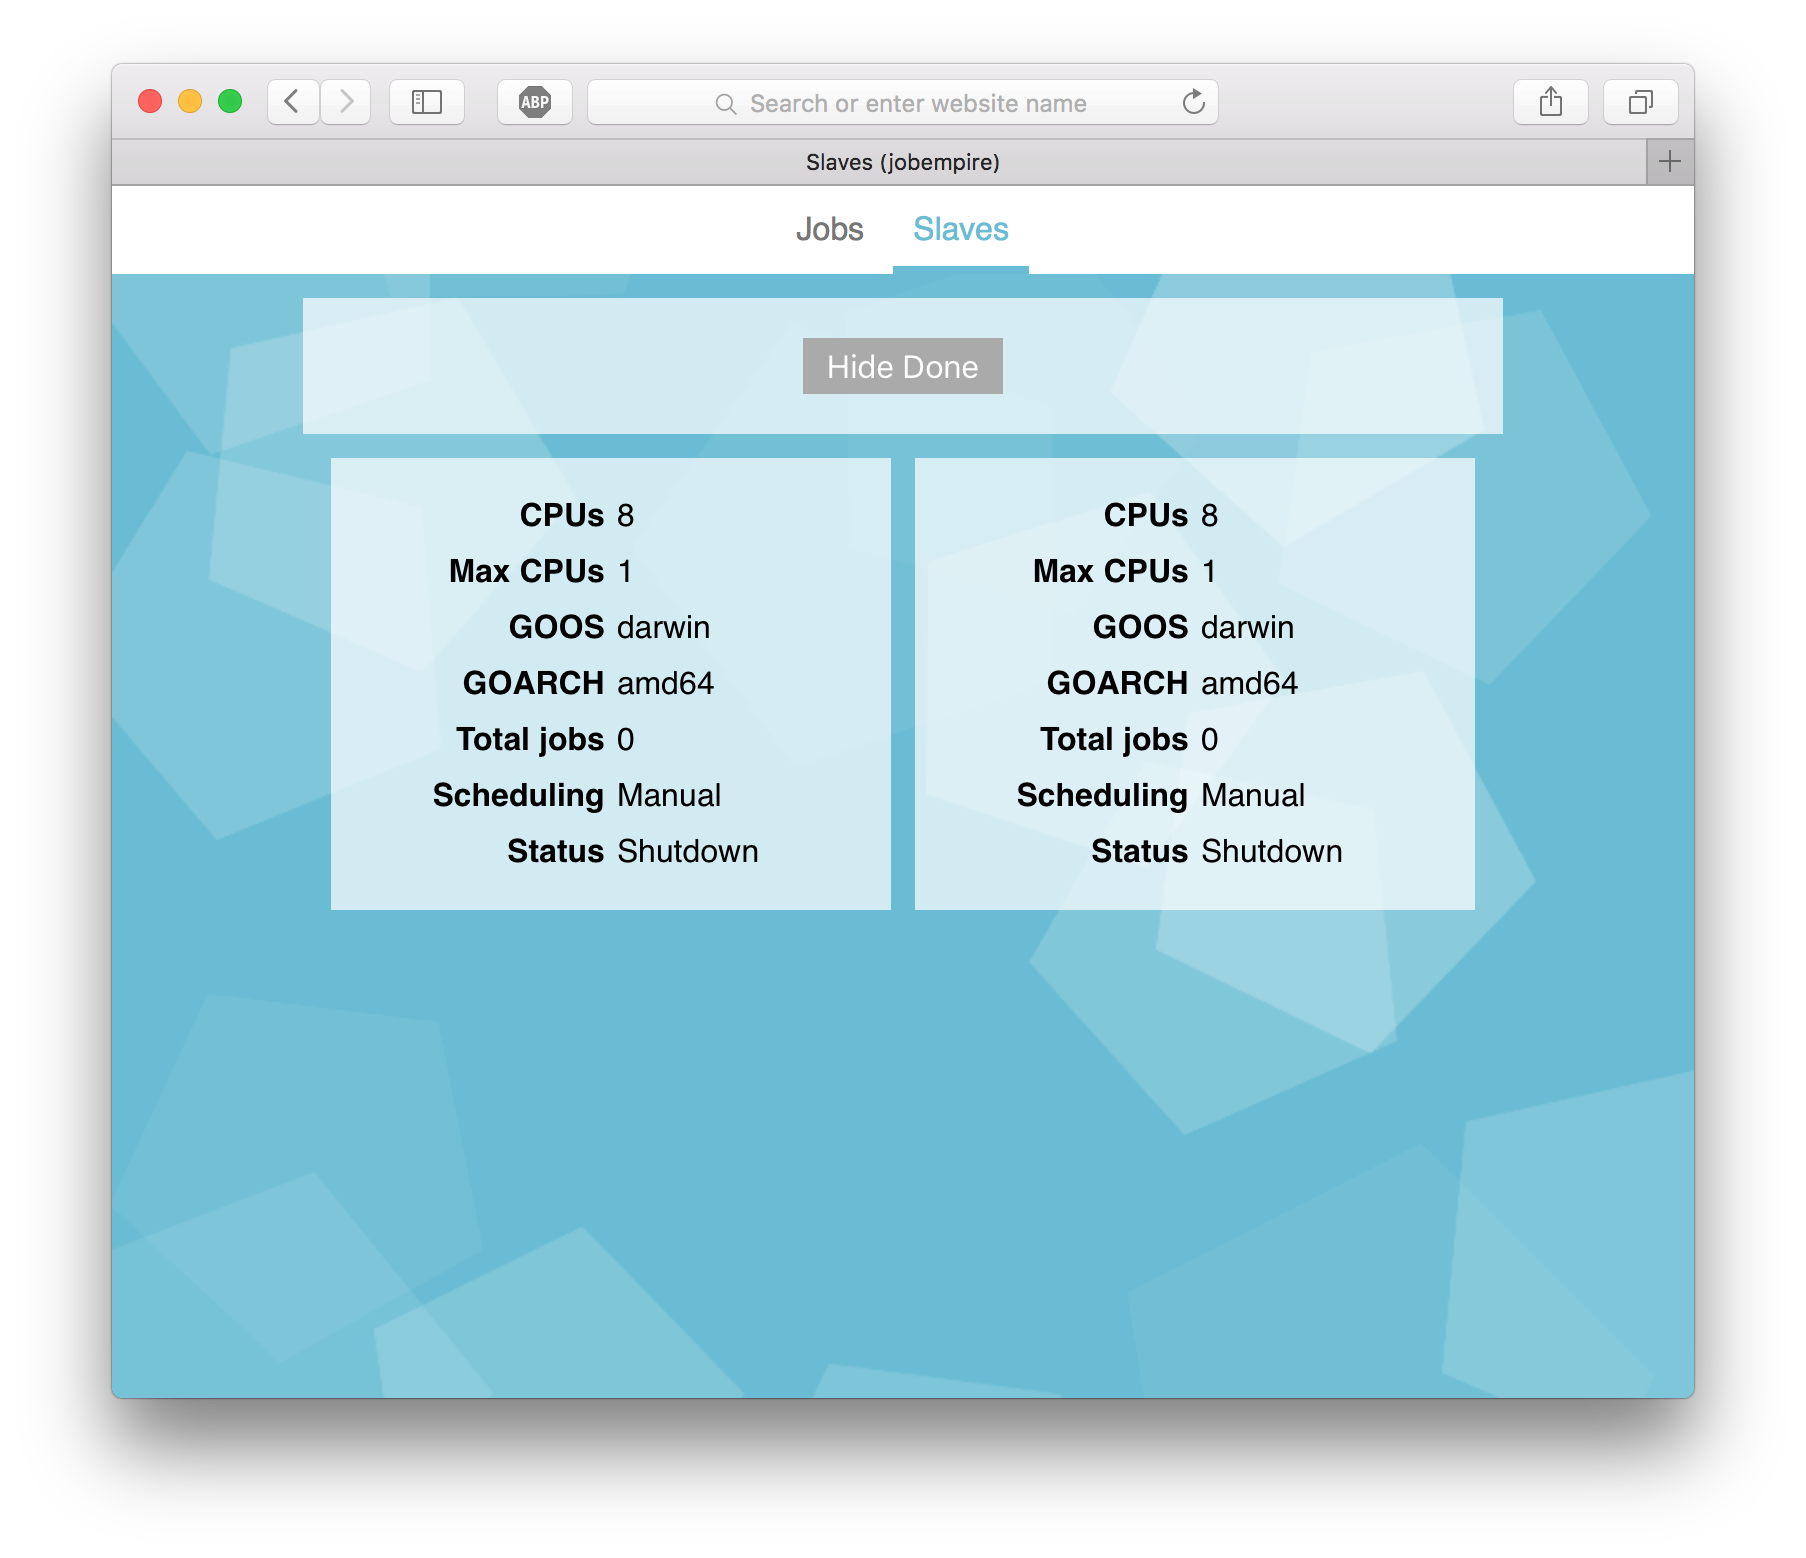 ABP
Search or enter website name
Slaves (jobempire)
Jobs Slaves
Hide Done
CPUs 8
Max CPUs 1
GOOS darwin
GOARCH amd64
Total jobs 0
Scheduling Manual
Status Shutdown
CPUs 8
Max CPUs 1
GOOS darwin
GOARCH amd64
Total jobs 0
Scheduling Manual
Status Shutdown